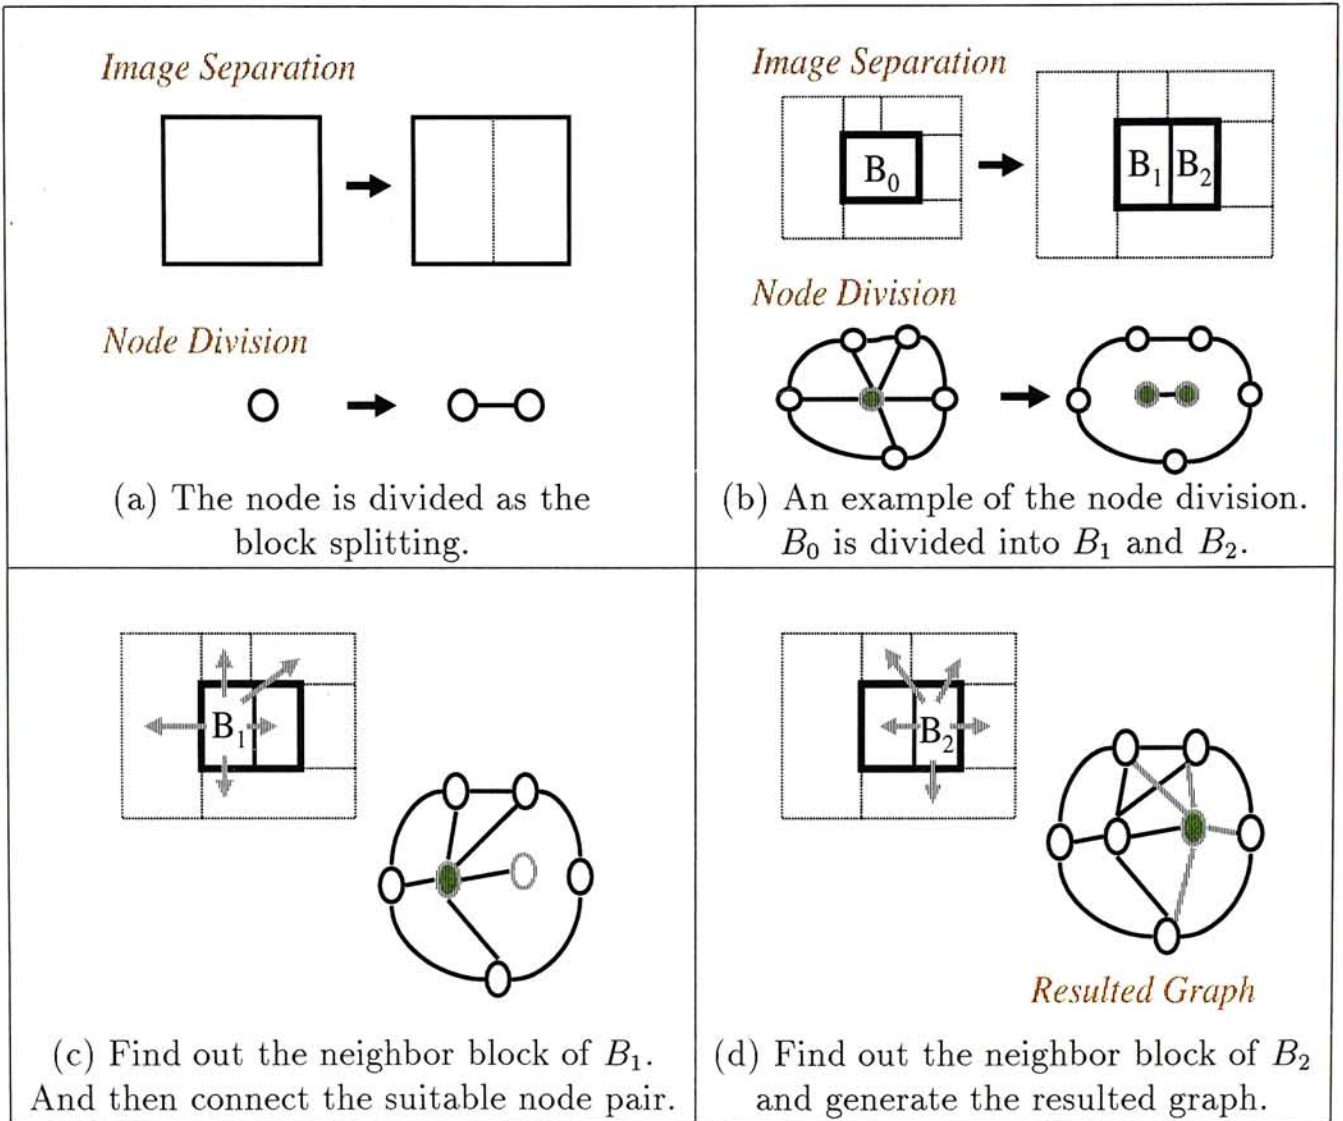 Image Separation
Node Division
(a) The node is divided as the
block splitting.
Image Separation
B₀
B₁ B₂
Node Division
(b) An example of the node division.
B₀ is divided into B₁ and B₂.
B₁
(c) Find out the neighbor block of B₁.
And then connect the suitable node pair.
B₂
Resulted Graph
(d) Find out the neighbor block of B₂
and generate the resulted graph.